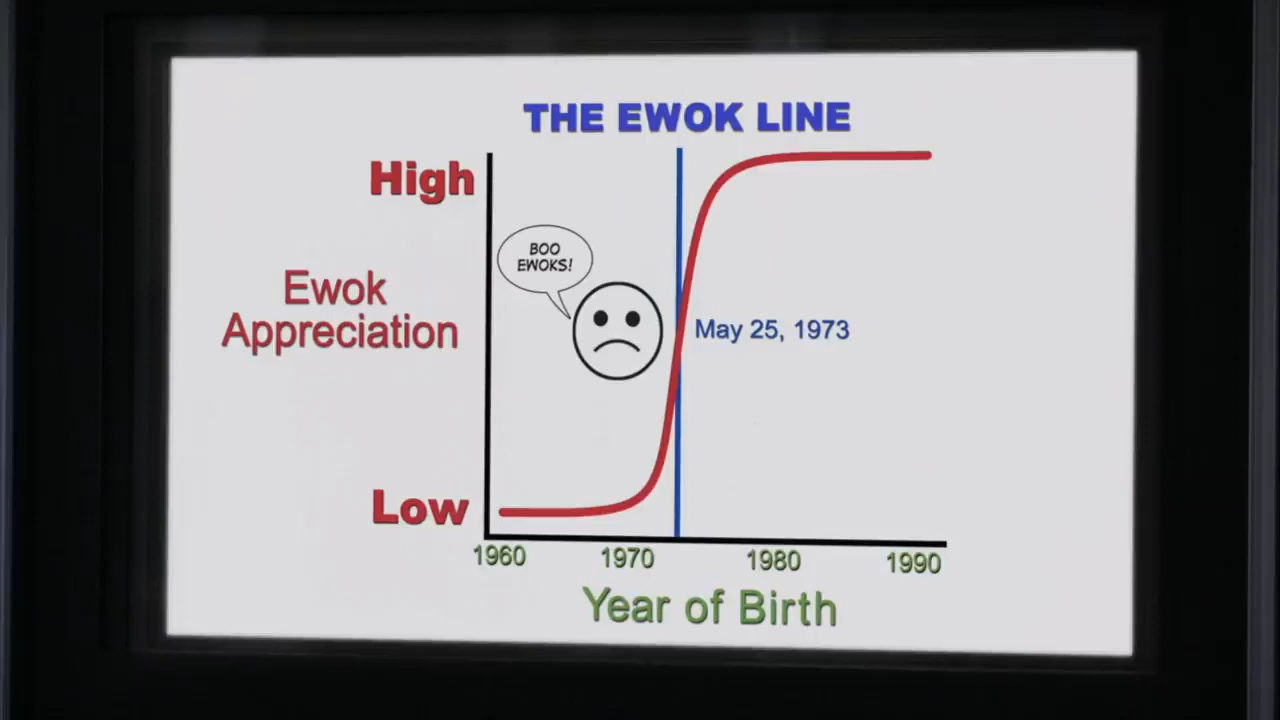 THE EWOK LINE
High
BOO
EWOKS!
Ewok
Appreciation
May 25, 1973
Low
1960 1970 1980 1990
Year of Birth